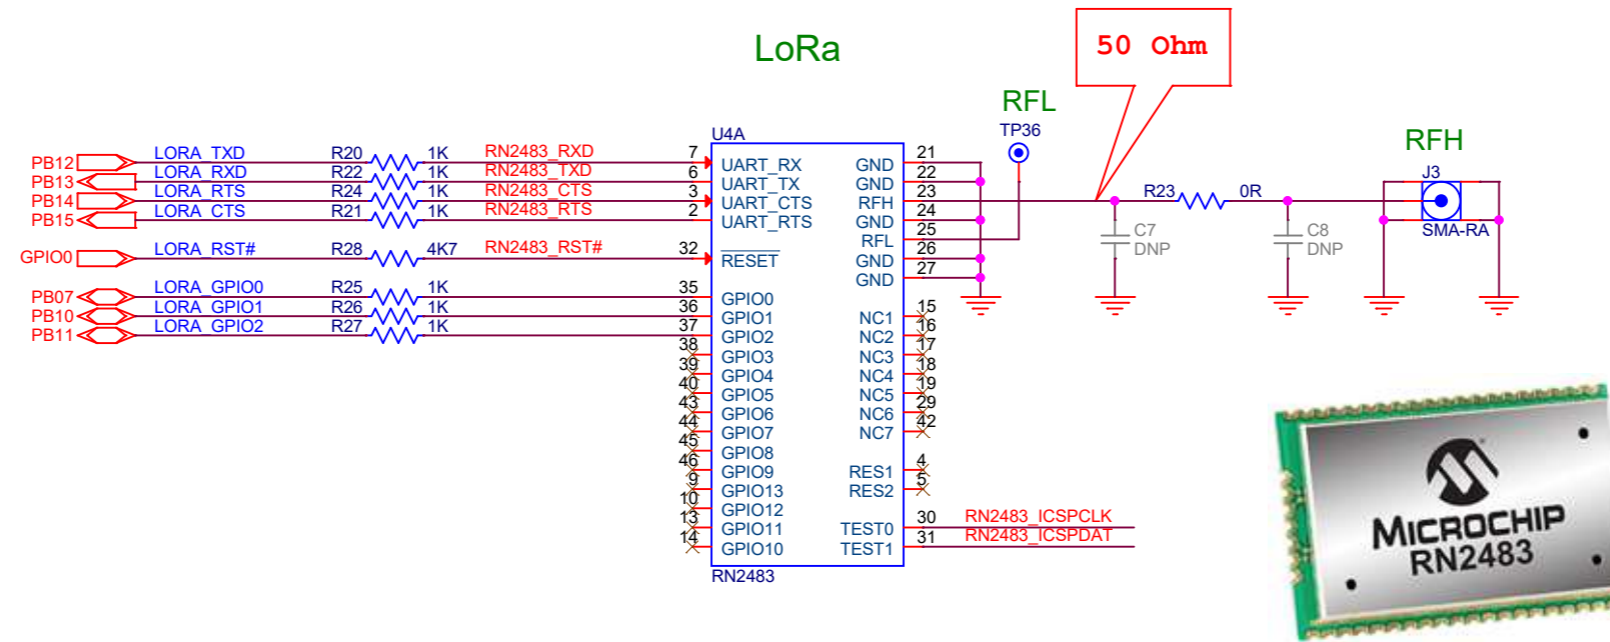 LoRa
50 Ohm
RFL
TP36
RFH
J3
SMA-RA
U4A
PB12 LORA_TXD R20 1K RN2483_RXD 7 UART_RX
PB13 LORA_RXD R22 1K RN2483_TXD 6 UART_TX
PB14 LORA_RTS R24 1K RN2483_CTS 3 UART_CTS
PB15 LORA_CTS R21 1K RN2483_RTS 2 UART_RTS
GPIO0 LORA_RST# R28 4K7 RN2483_RST# 32 RESET
PB07 LORA_GPIO0 R25 1K 35 GPIO0
PB10 LORA_GPIO1 R26 1K 36 GPIO1
PB11 LORA_GPIO2 R27 1K 37 GPIO2
38 GPIO3
39 GPIO4
40 GPIO5
43 GPIO6
44 GPIO7
45 GPIO8
46 GPIO9
9 GPIO13
10 GPIO12
13 GPIO11
14 GPIO10
GND 21
GND 22
RFH 23
GND 24
RFL 25
GND 26
GND 27
NC1 15
NC2 16
NC3 17
NC4 18
NC5 19
NC6 29
NC7 42
RES1 4
RES2 5
TEST0 30 RN2483_ICSPCLK
TEST1 31 RN2483_ICSPDAT
RN2483
R23 0R
C7
DNP
C8
DNP
MICROCHIP
RN2483